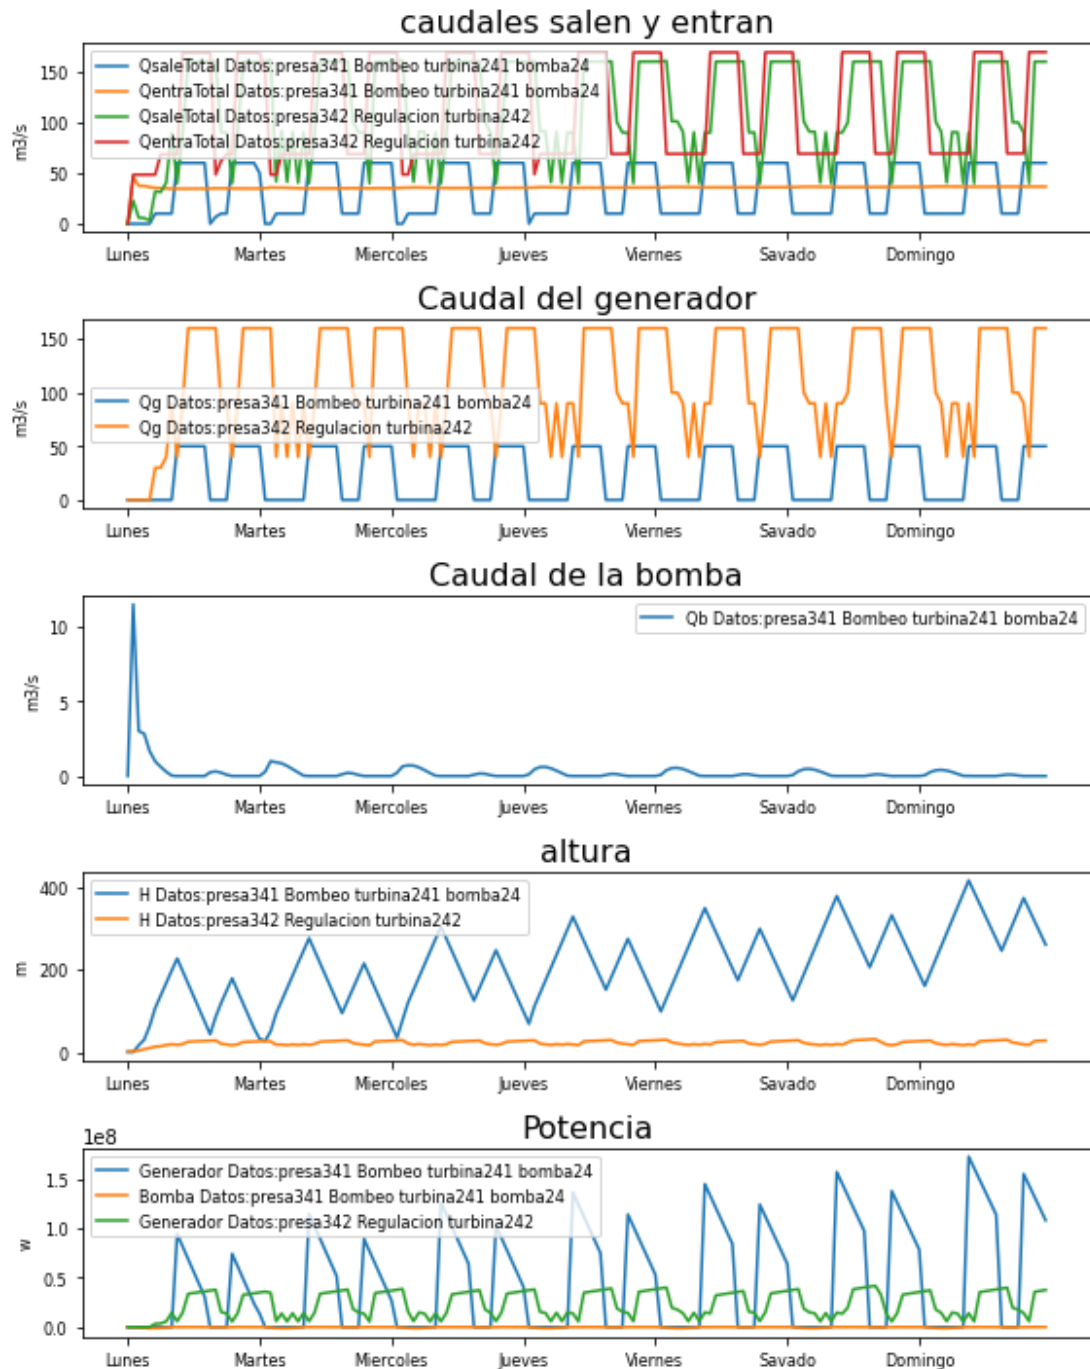 caudales salen y entran
150
100
50
0
m3/s
QsaleTotal Datos:presa341 Bombeo turbina241 bomba24
QentraTotal Datos:presa341 Bombeo turbina241 bomba24
QsaleTotal Datos:presa342 Regulacion turbina242
QentraTotal Datos:presa342 Regulacion turbina242
Lunes Martes Miercoles Jueves Viernes Savado Domingo
Caudal del generador
150
100
50
0
m3/s
Qg Datos:presa341 Bombeo turbina241 bomba24
Qg Datos:presa342 Regulacion turbina242
Lunes Martes Miercoles Jueves Viernes Savado Domingo
Caudal de la bomba
10
5
0
m3/s
Qb Datos:presa341 Bombeo turbina241 bomba24
Lunes Martes Miercoles Jueves Viernes Savado Domingo
altura
400
200
0
m
H Datos:presa341 Bombeo turbina241 bomba24
H Datos:presa342 Regulacion turbina242
Lunes Martes Miercoles Jueves Viernes Savado Domingo
Potencia
1e8
1.5
1.0
0.5
0.0
w
Generador Datos:presa341 Bombeo turbina241 bomba24
Bomba Datos:presa341 Bombeo turbina241 bomba24
Generador Datos:presa342 Regulacion turbina242
Lunes Martes Miercoles Jueves Viernes Savado Domingo